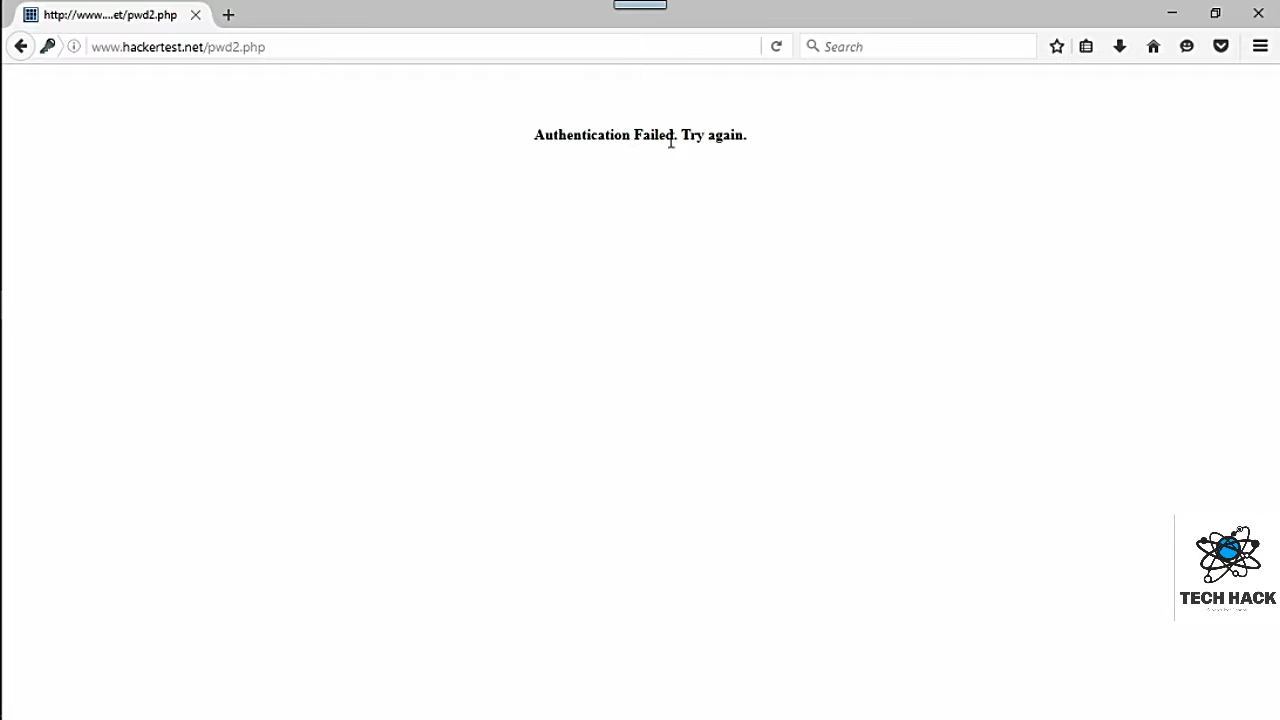 http://www....et/pwd2.php
www.hackertest.net/pwd2.php
Search
Authentication Failed. Try again.
TECH HACK